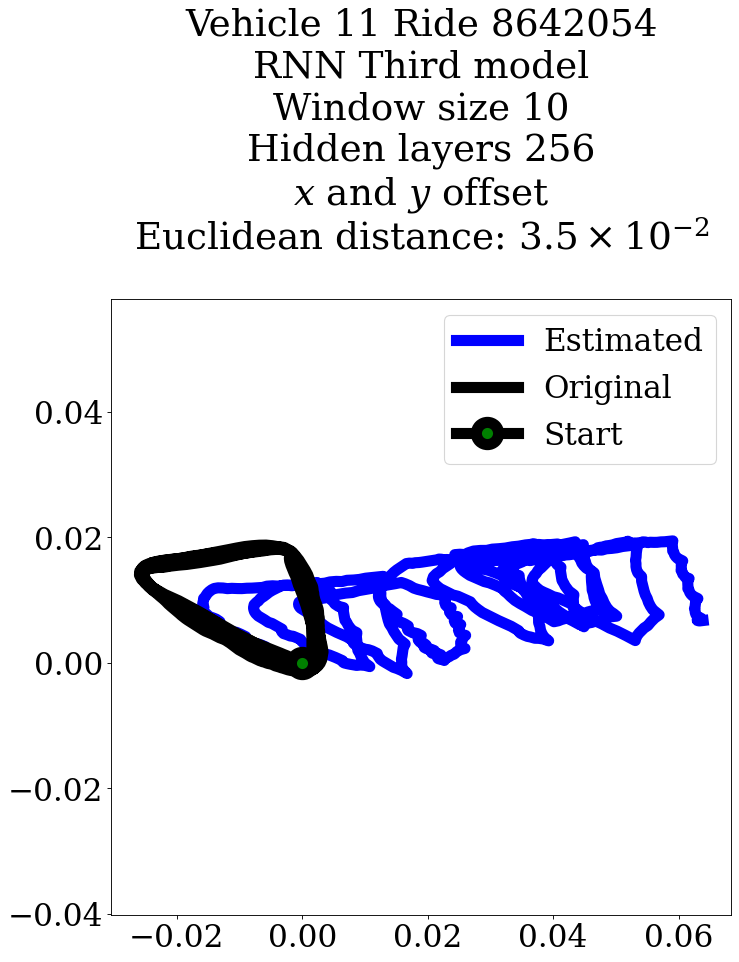 Vehicle 11 Ride 8642054
RNN Third model
Window size 10
Hidden layers 256
x and y offset
Euclidean distance: 3.5 × 10⁻²
Estimated
Original
Start
0.04
0.02
0.00
−0.02
−0.04
−0.02 0.00 0.02 0.04 0.06